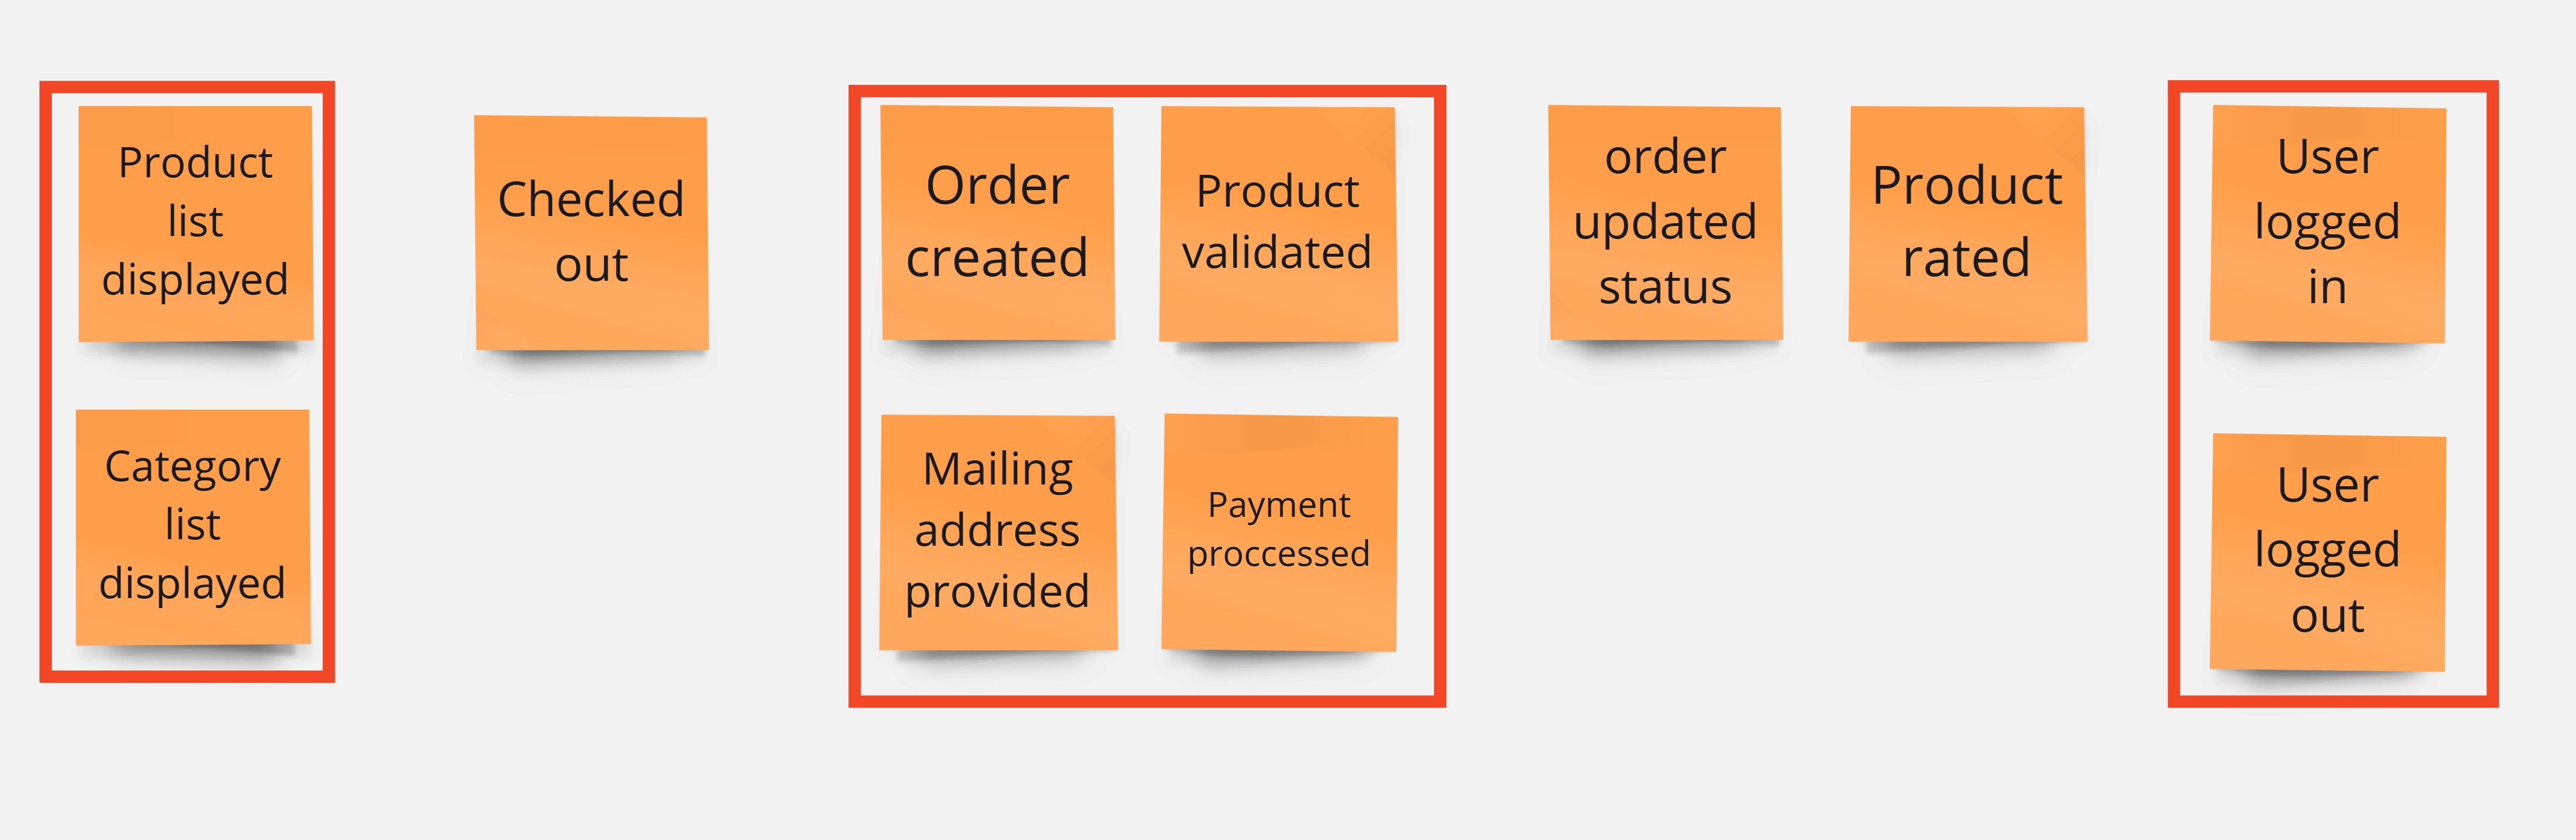 Product
list
displayed
Category
list
displayed
Checked
out
Order
created
Product
validated
Mailing
address
provided
Payment
proccessed
order
updated
status
Product
rated
User
logged
in
User
logged
out